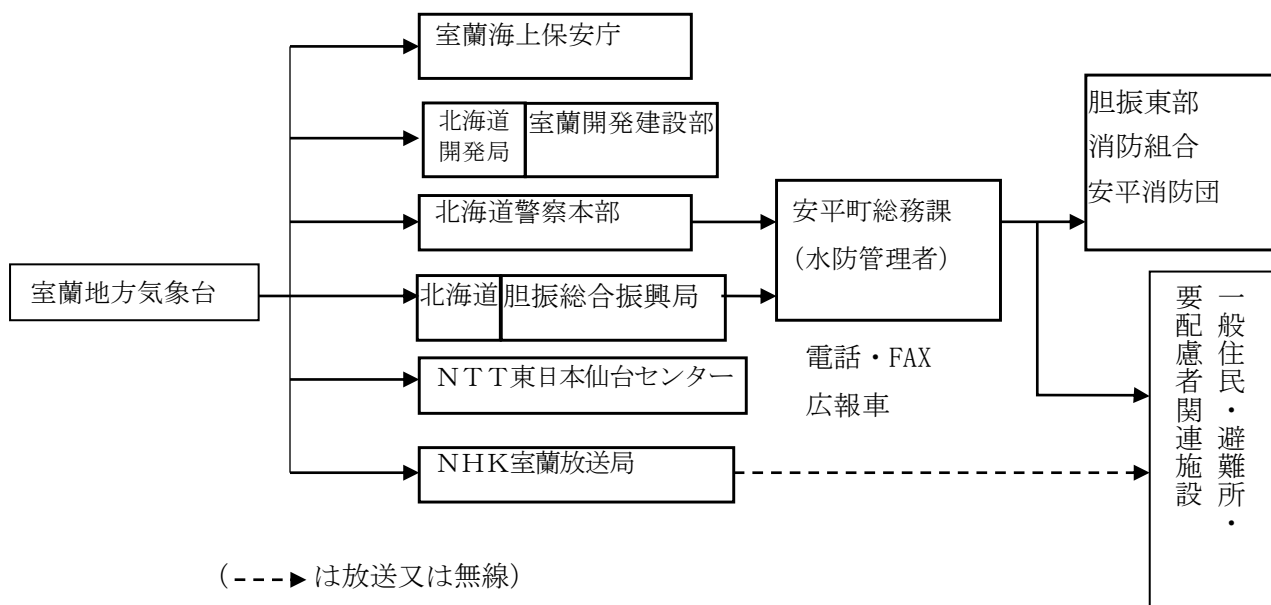 室蘭海上保安庁
北海道
開発局
室蘭開発建設部
北海道警察本部
室蘭地方気象台
北海道
胆振総合振興局
NTT東日本仙台センター
NHK室蘭放送局
安平町総務課
(水防管理者)
電話・FAX
広報車
胆振東部
消防組合
安平消防団
一般住民・避難所・
要配慮者関連施設
(----▶は放送又は無線)